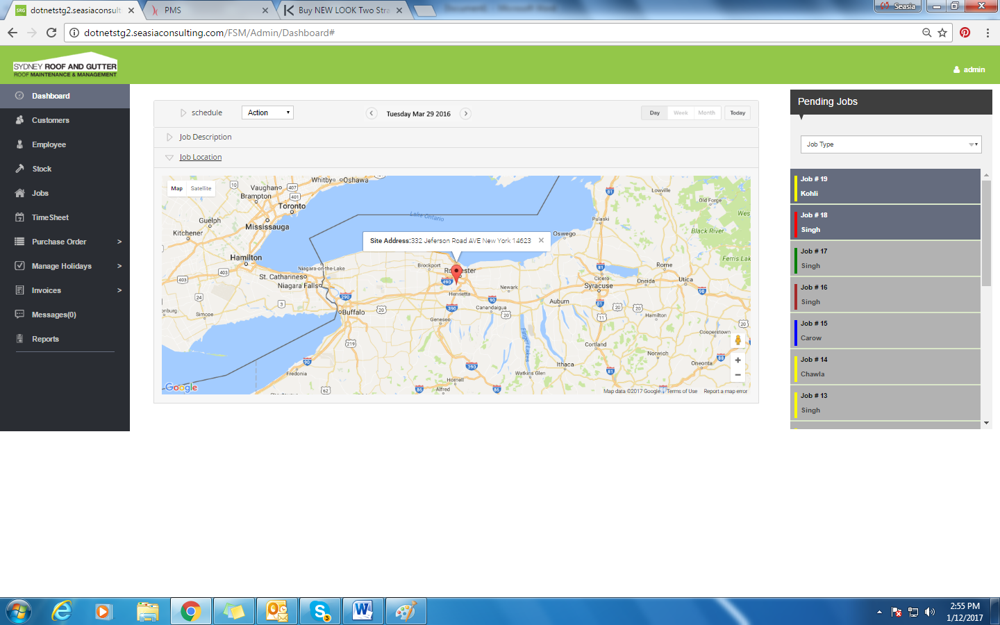 dotnetstg2.seasiaconsult
PMS
Buy NEW LOOK Two Stra
Seasia
dotnetstg2.seasiaconsulting.com/FSM/Admin/Dashboard#
SYDNEY ROOF AND GUTTER
ROOF MAINTENANCE & MANAGEMENT
admin
Dashboard
Customers
Employee
Stock
Jobs
TimeSheet
Purchase Order >
Manage Holidays >
Invoices >
Messages(0)
Reports
schedule
Action
Tuesday Mar 29 2016
Day Week Month Today
Job Description
Job Location
Map Satellite
Whitby Oshawa
Vaughan
Brampton
Toronto
Guelph
Kitchener
Mississauga
Hamilton
Lake Ontario
Lowville
Old Forge
Pulaski
Black River
Oswego
Ferris Lake
Site Address:332 Jeferson Road AVE New York 14623
Niagara-on-the-Lake
St. Catharines
Niagara Falls
Brockport
Henrietta
Newark
Syracuse
Cicero
Oneida
Rome
Utica
Simcoe
Buffalo
Geneseo
Canandaigua
Auburn
Hamilton
Cooperstown
Finger Lakes
Cortland
Norwich
Oneonta
Ithaca
Watkins Glen
Fredonia
Hornell
Alfred
Google
Map data ©2017 Google
Terms of Use
Report a map error
Pending Jobs
Job Type
Job # 19
Kohli
Job # 18
Singh
Job # 17
Singh
Job # 16
Singh
Job # 15
Carow
Job # 14
Chawla
Job # 13
Singh
3
2:55 PM
1/12/2017